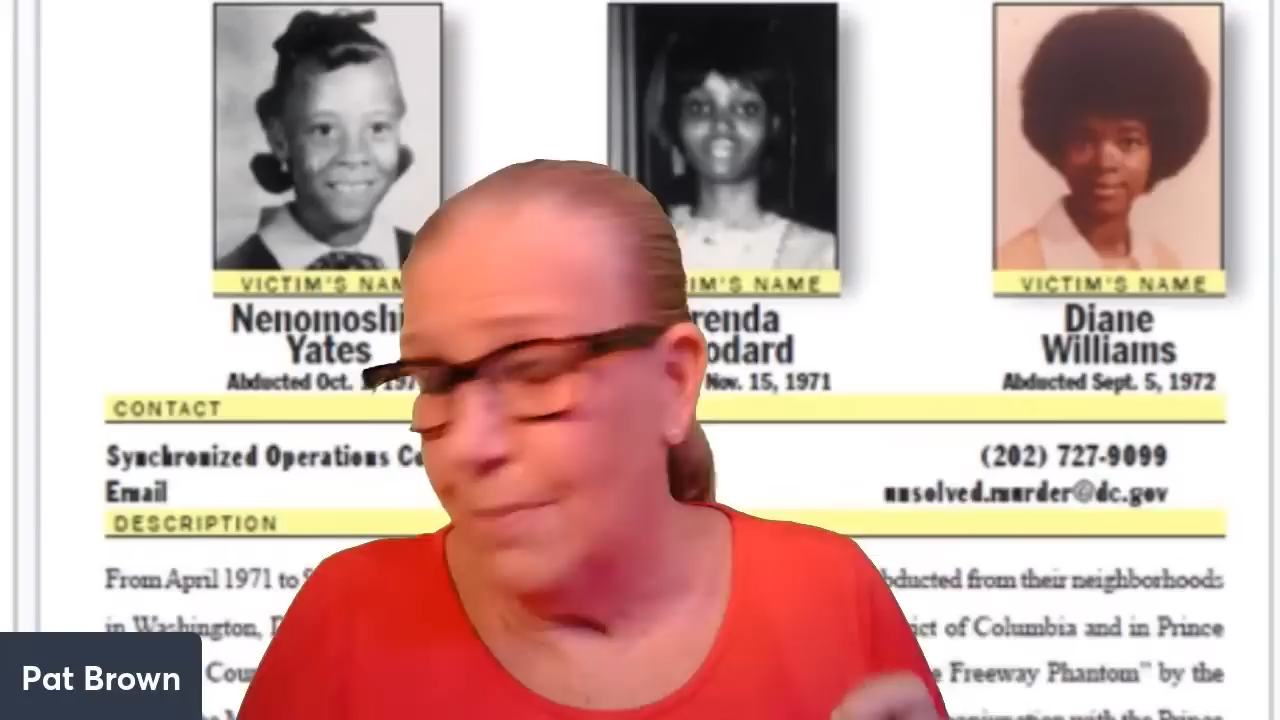 VICTIM'S NAM
IM'S NAME
VICTIM'S NAME
Nenomoshi
Yates
renda
odard
Diane
Williams
Abducted Oct.
Nov. 15, 1971
Abducted Sept. 5, 1972
CONTACT
Synchronized Operations Co
(202) 727-9099
Email
unsolved.murder@dc.gov
DESCRIPTION
From April 1971 to
bducted from their neighborhoods
in Washington,
ict of Columbia and in Prince
Cou
e Freeway Phantom" by the
Pat Brown